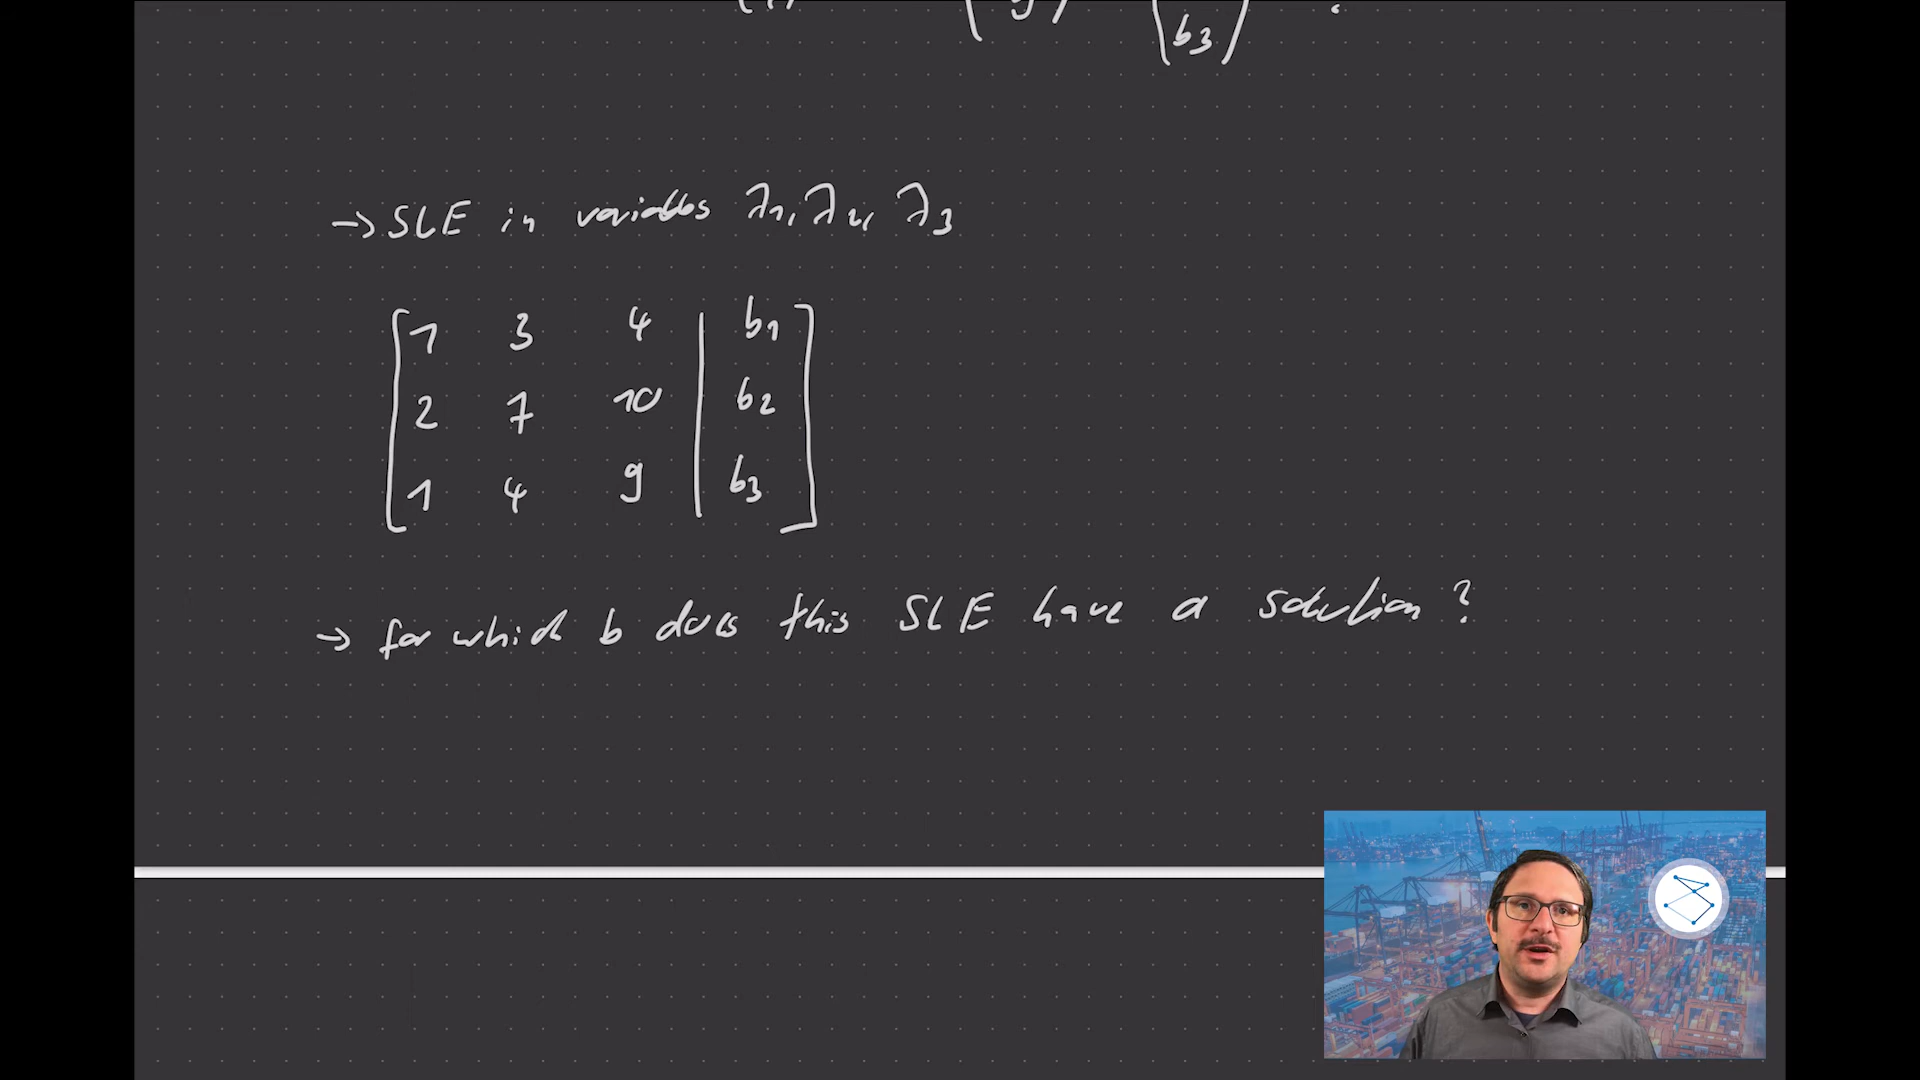 b3
→ SLE in variables λ1, λ2, λ3
1 3 4 | b1
2 7 10 | b2
1 4 9 | b3
→ for which b does this SLE have a solution?